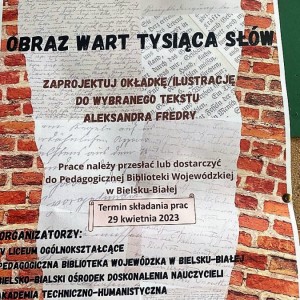 OBRAZ WART TYSIĄCA SŁÓW
ZAPROJEKTUJ OKŁADKĘ/ILUSTRACJĘ
DO WYBRANEGO TEKSTU
ALEKSANDRA FREDRY
Prace należy przesłać lub dostarczyć
do Pedagogicznej Biblioteki Wojewódzkiej
w Bielsku-Białej
Termin składania prac
29 kwietnia 2023
ORGANIZATORZY:
V LICEUM OGÓLNOKSZTAŁCĄCE
PEDAGOGICZNA BIBLIOTEKA WOJEWÓDZKA W BIELSKU-BIAŁEJ
BIELSKO-BIALSKI OŚRODEK DOSKONALENIA NAUCZYCIELI
AKADEMIA TECHNICZNO-HUMANISTYCZNA